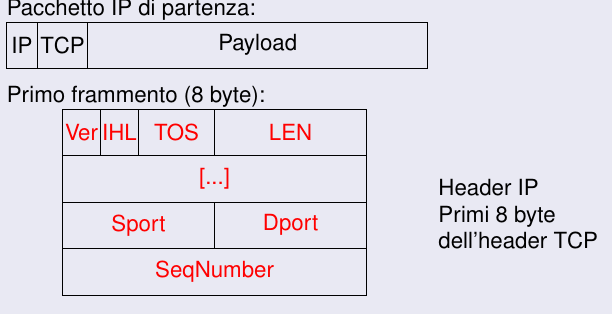 Pacchetto IP di partenza:
IP TCP Payload
Primo frammento (8 byte):
Ver IHL TOS LEN
[...]
Sport Dport
SeqNumber
Header IP
Primi 8 byte
dell'header TCP